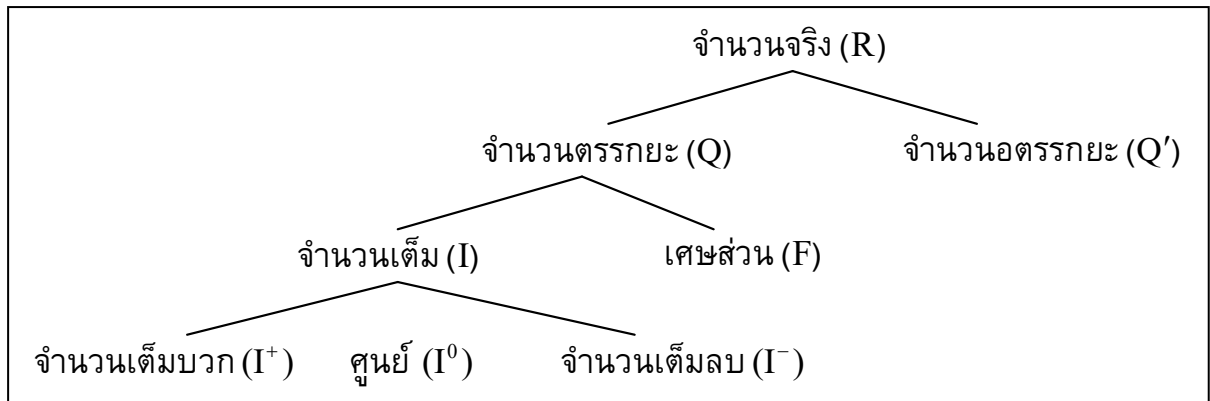 จำนวนจริง (R)
จำนวนตรรกยะ (Q) จำนวนอตรรกยะ (Q′)
จำนวนเต็ม (I) เศษส่วน (F)
จำนวนเต็มบวก (I⁺) ศูนย์ (I⁰) จำนวนเต็มลบ (I⁻)